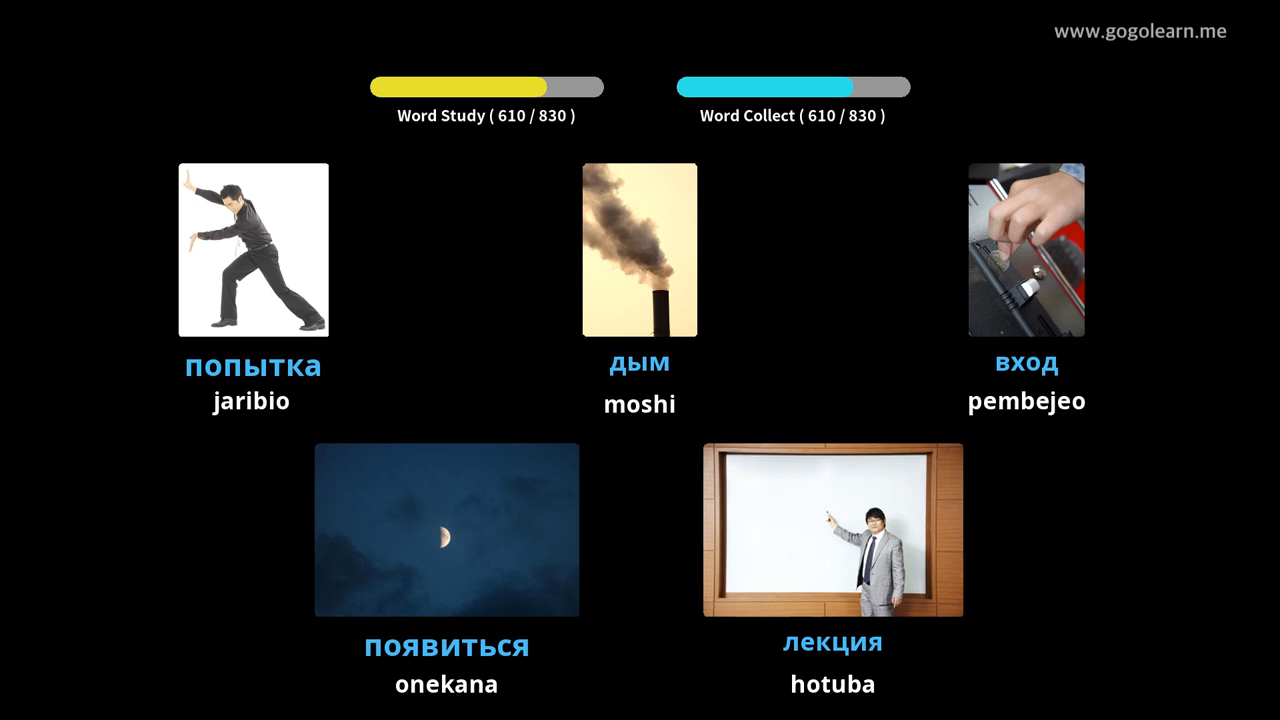 www.gogolearn.me
Word Study ( 610 / 830 )
Word Collect ( 610 / 830 )
попытка
jaribio
дым
moshi
вход
pembejeo
появиться
onekana
лекция
hotuba